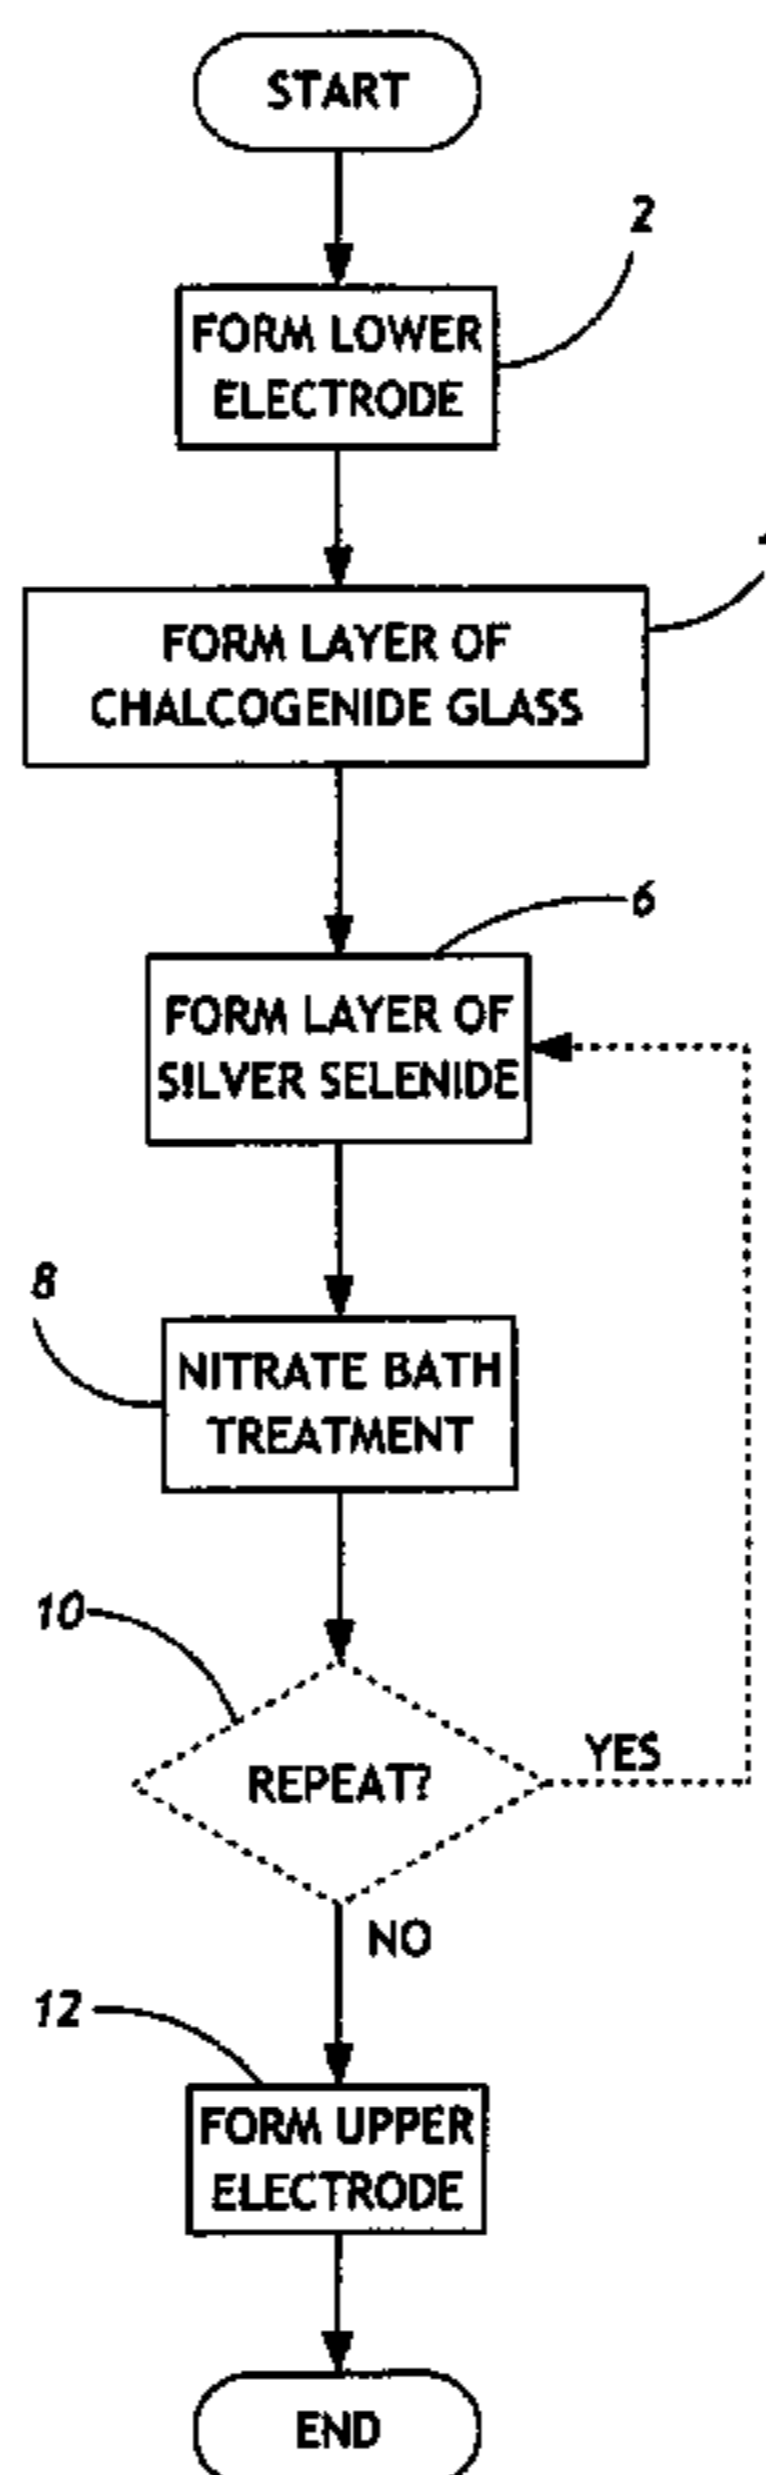 START
2
FORM LOWER
ELECTRODE
FORM LAYER OF
CHALCOGENIDE GLASS
6
FORM LAYER OF
SILVER SELENIDE
8
NITRATE BATH
TREATMENT
10
REPEAT?
YES
NO
12
FORM UPPER
ELECTRODE
END